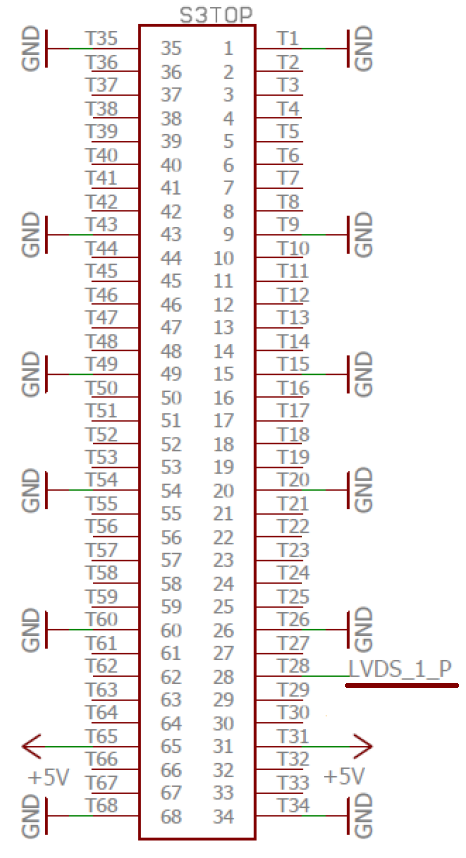 S3TOP
GND T35 35 1 T1 GND
T36 36 2 T2
T37 37 3 T3
T38 38 4 T4
T39 39 5 T5
T40 40 6 T6
T41 41 7 T7
T42 42 8 T8
GND T43 43 9 T9 GND
T44 44 10 T10
T45 45 11 T11
T46 46 12 T12
T47 47 13 T13
T48 48 14 T14
GND T49 49 15 T15 GND
T50 50 16 T16
T51 51 17 T17
T52 52 18 T18
T53 53 19 T19
GND T54 54 20 T20 GND
T55 55 21 T21
T56 56 22 T22
T57 57 23 T23
T58 58 24 T24
T59 59 25 T25
GND T60 60 26 T26 GND
T61 61 27 T27
T62 62 28 T28 LVDS_1_P
T63 63 29 T29
T64 64 30 T30
T65 65 31 T31
+5V T66 66 32 T32 +5V
T67 67 33 T33
GND T68 68 34 T34 GND